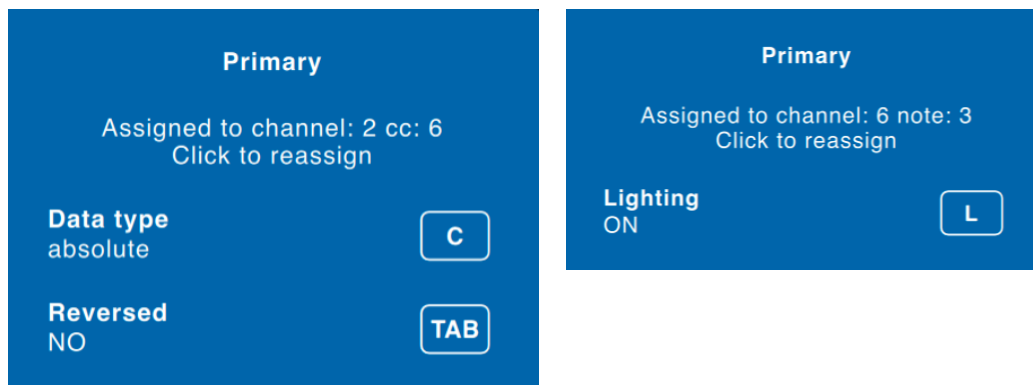 Primary
Assigned to channel: 2 cc: 6
Click to reassign
Data type
absolute
C
Reversed
NO
TAB
Primary
Assigned to channel: 6 note: 3
Click to reassign
Lighting
ON
L